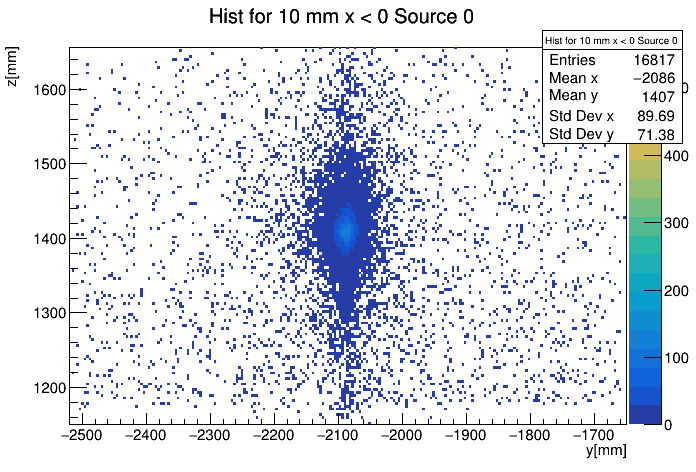 Hist for 10 mm x < 0 Source 0
Hist for 10 mm x < 0 Source 0
Entries 16817
Mean x −2086
Mean y 1407
Std Dev x 89.69
Std Dev y 71.38
z[mm]
1600
1500
1400
1300
1200
−2500 −2400 −2300 −2200 −2100 −2000 −1900 −1800 −1700
y[mm]
0
400
300
200
100
0